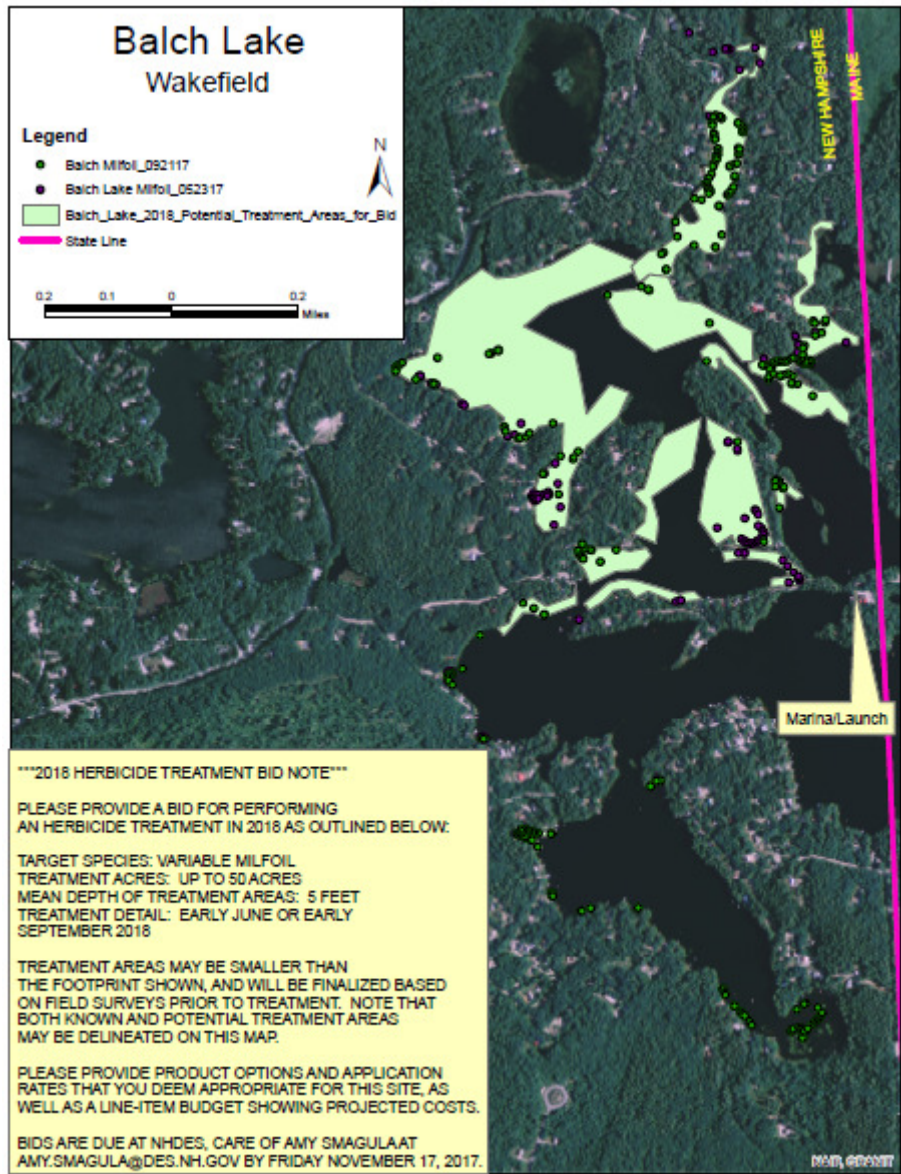 Balch Lake
Wakefield
Legend
Balch Milfoil_092117
Balch Lake Milfoil_052317
Balch_Lake_2018_Potential_Treatment_Areas_for_Bid
State Line
N
0.2 0.1 0 0.2
Miles
NEW HAMPSHIRE
MAINE
Marina/Launch
***2018 HERBICIDE TREATMENT BID NOTE***
PLEASE PROVIDE A BID FOR PERFORMING
AN HERBICIDE TREATMENT IN 2018 AS OUTLINED BELOW:
TARGET SPECIES: VARIABLE MILFOIL
TREATMENT ACRES: UP TO 50 ACRES
MEAN DEPTH OF TREATMENT AREAS: 5 FEET
TREATMENT DETAIL: EARLY JUNE OR EARLY
SEPTEMBER 2018
TREATMENT AREAS MAY BE SMALLER THAN
THE FOOTPRINT SHOWN, AND WILL BE FINALIZED BASED
ON FIELD SURVEYS PRIOR TO TREATMENT. NOTE THAT
BOTH KNOWN AND POTENTIAL TREATMENT AREAS
MAY BE DELINEATED ON THIS MAP.
PLEASE PROVIDE PRODUCT OPTIONS AND APPLICATION
RATES THAT YOU DEEM APPROPRIATE FOR THIS SITE, AS
WELL AS A LINE-ITEM BUDGET SHOWING PROJECTED COSTS.
BIDS ARE DUE AT NHDES, CARE OF AMY SMAGULA AT
AMY.SMAGULA@DES.NH.GOV BY FRIDAY NOVEMBER 17, 2017.
NAIP, GRANIT